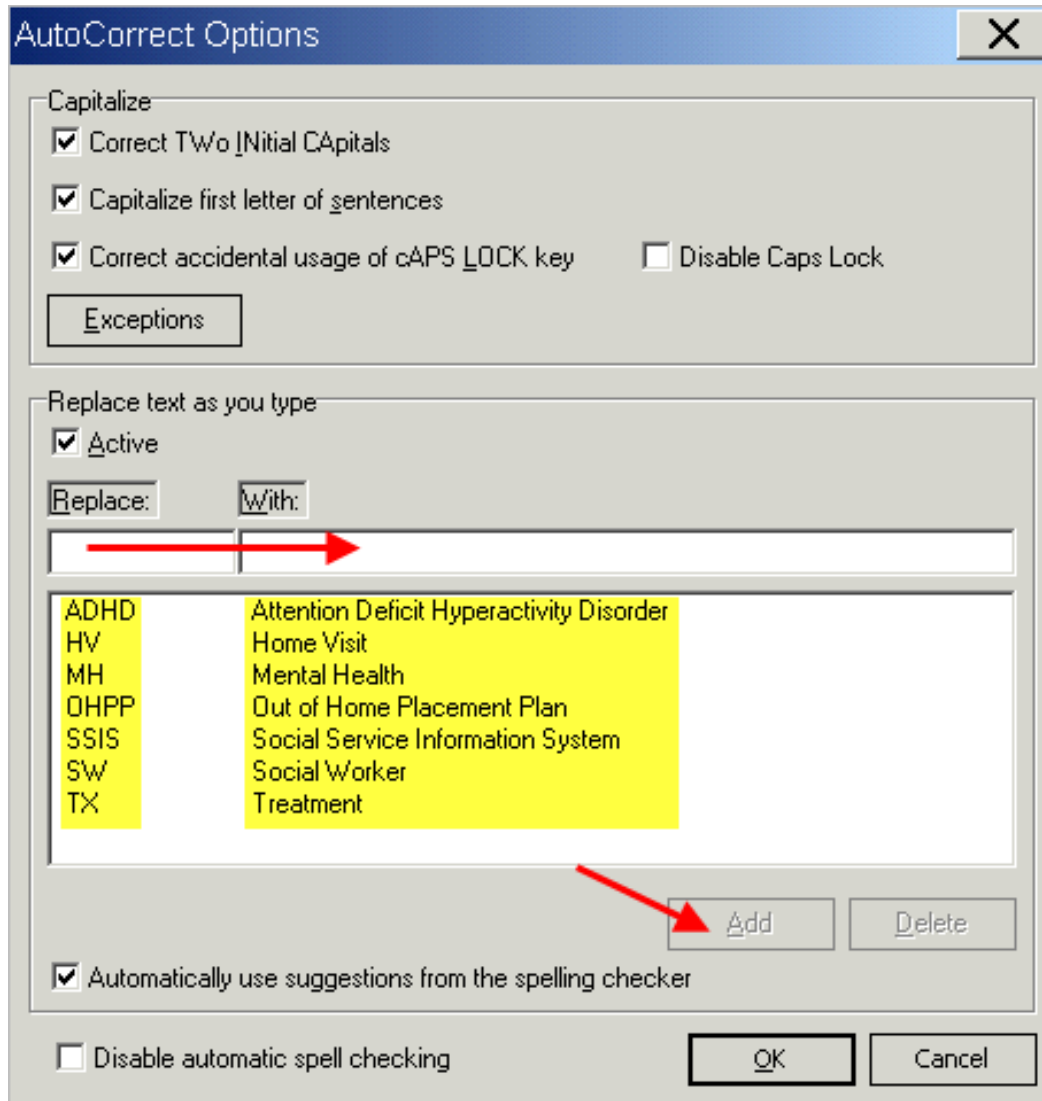 AutoCorrect Options
Capitalize
Correct TWo INitial CApitals
Capitalize first letter of sentences
Correct accidental usage of cAPS LOCK key Disable Caps Lock
Exceptions
Replace text as you type
Active
Replace: With:
ADHD Attention Deficit Hyperactivity Disorder
HV Home Visit
MH Mental Health
OHPP Out of Home Placement Plan
SSIS Social Service Information System
SW Social Worker
TX Treatment
Add Delete
Automatically use suggestions from the spelling checker
Disable automatic spell checking OK Cancel